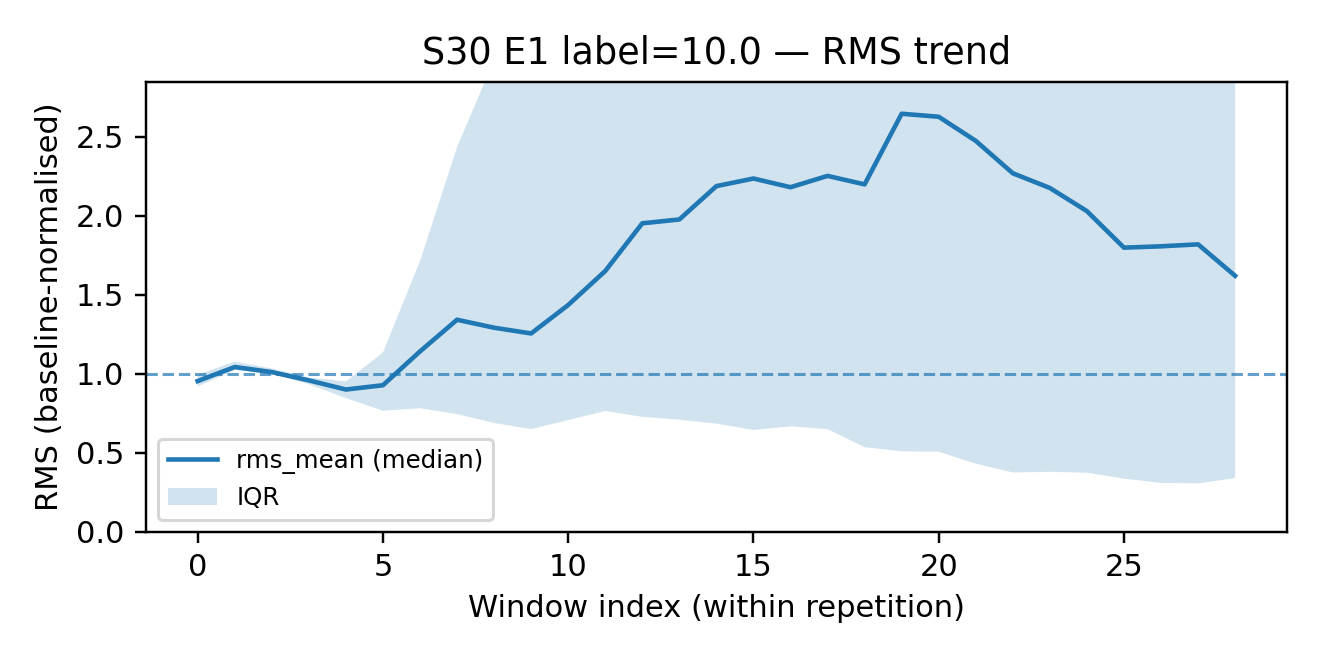 S30 E1 label=10.0 — RMS trend
RMS (baseline-normalised)
2.5
2.0
1.5
1.0
0.5
0.0
rms_mean (median)
IQR
0 5 10 15 20 25
Window index (within repetition)